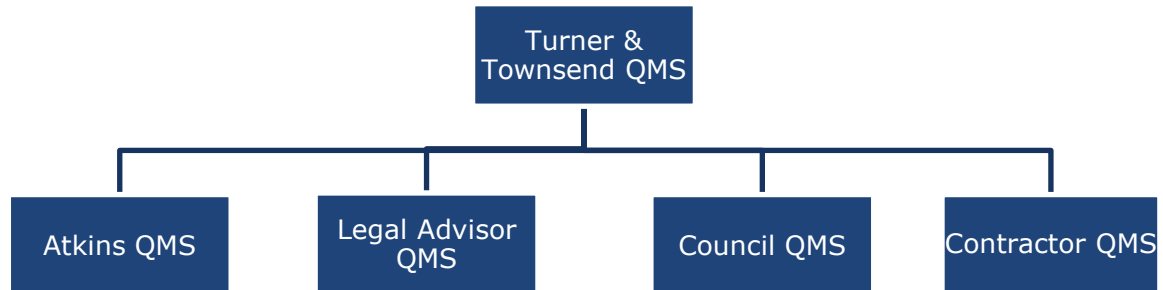 Turner &
Townsend QMS
Atkins QMS
Legal Advisor
QMS
Council QMS
Contractor QMS